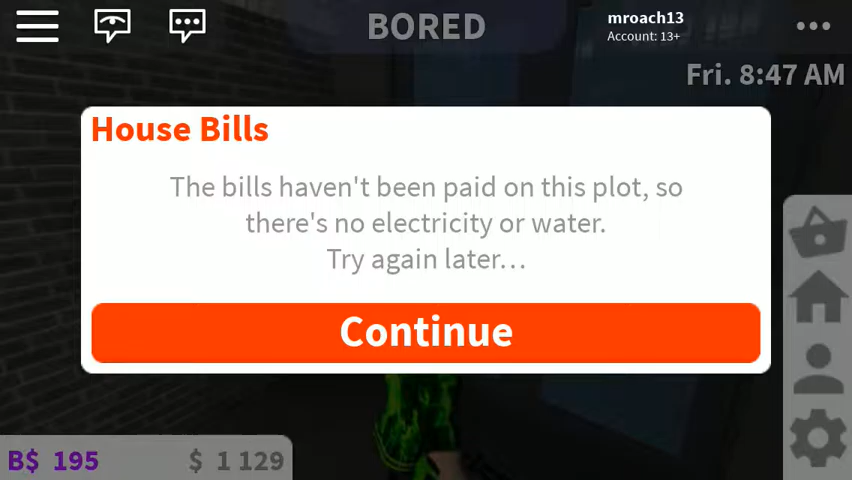 BORED
mroach13
Account: 13+
Fri. 8:47 AM
House Bills
The bills haven't been paid on this plot, so
there's no electricity or water.
Try again later...
Continue
B$ 195
$ 1 129